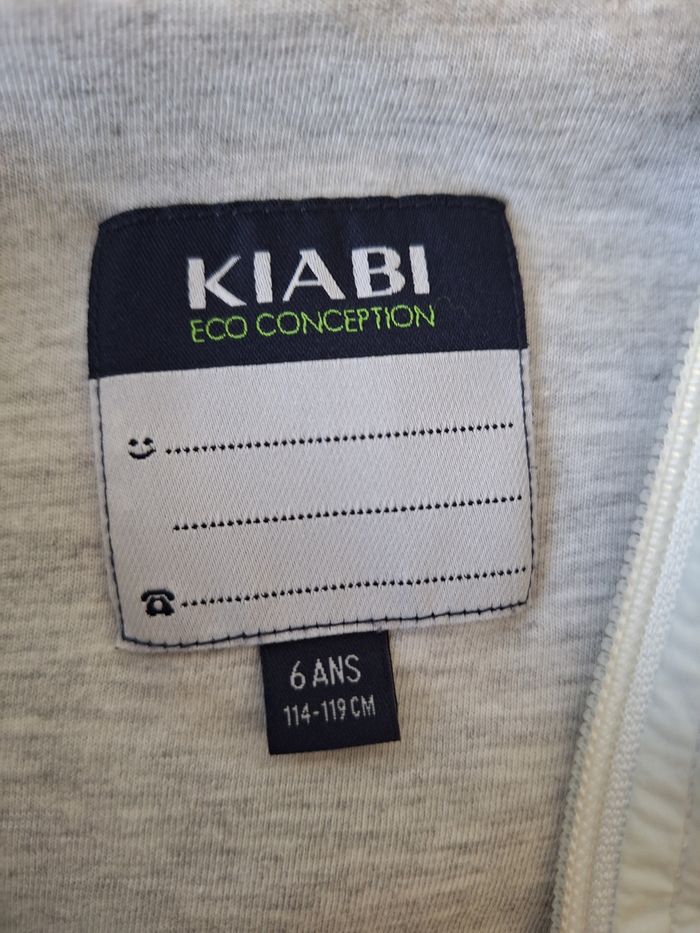 KIABI
ECO CONCEPTION
6 ANS
114-119 CM